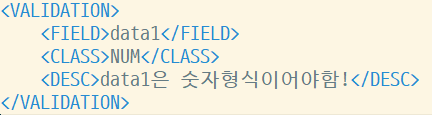 <VALIDATION>
<FIELD>data1</FIELD>
<CLASS>NUM</CLASS>
<DESC>data1은 숫자형식이어야함!</DESC>
</VALIDATION>